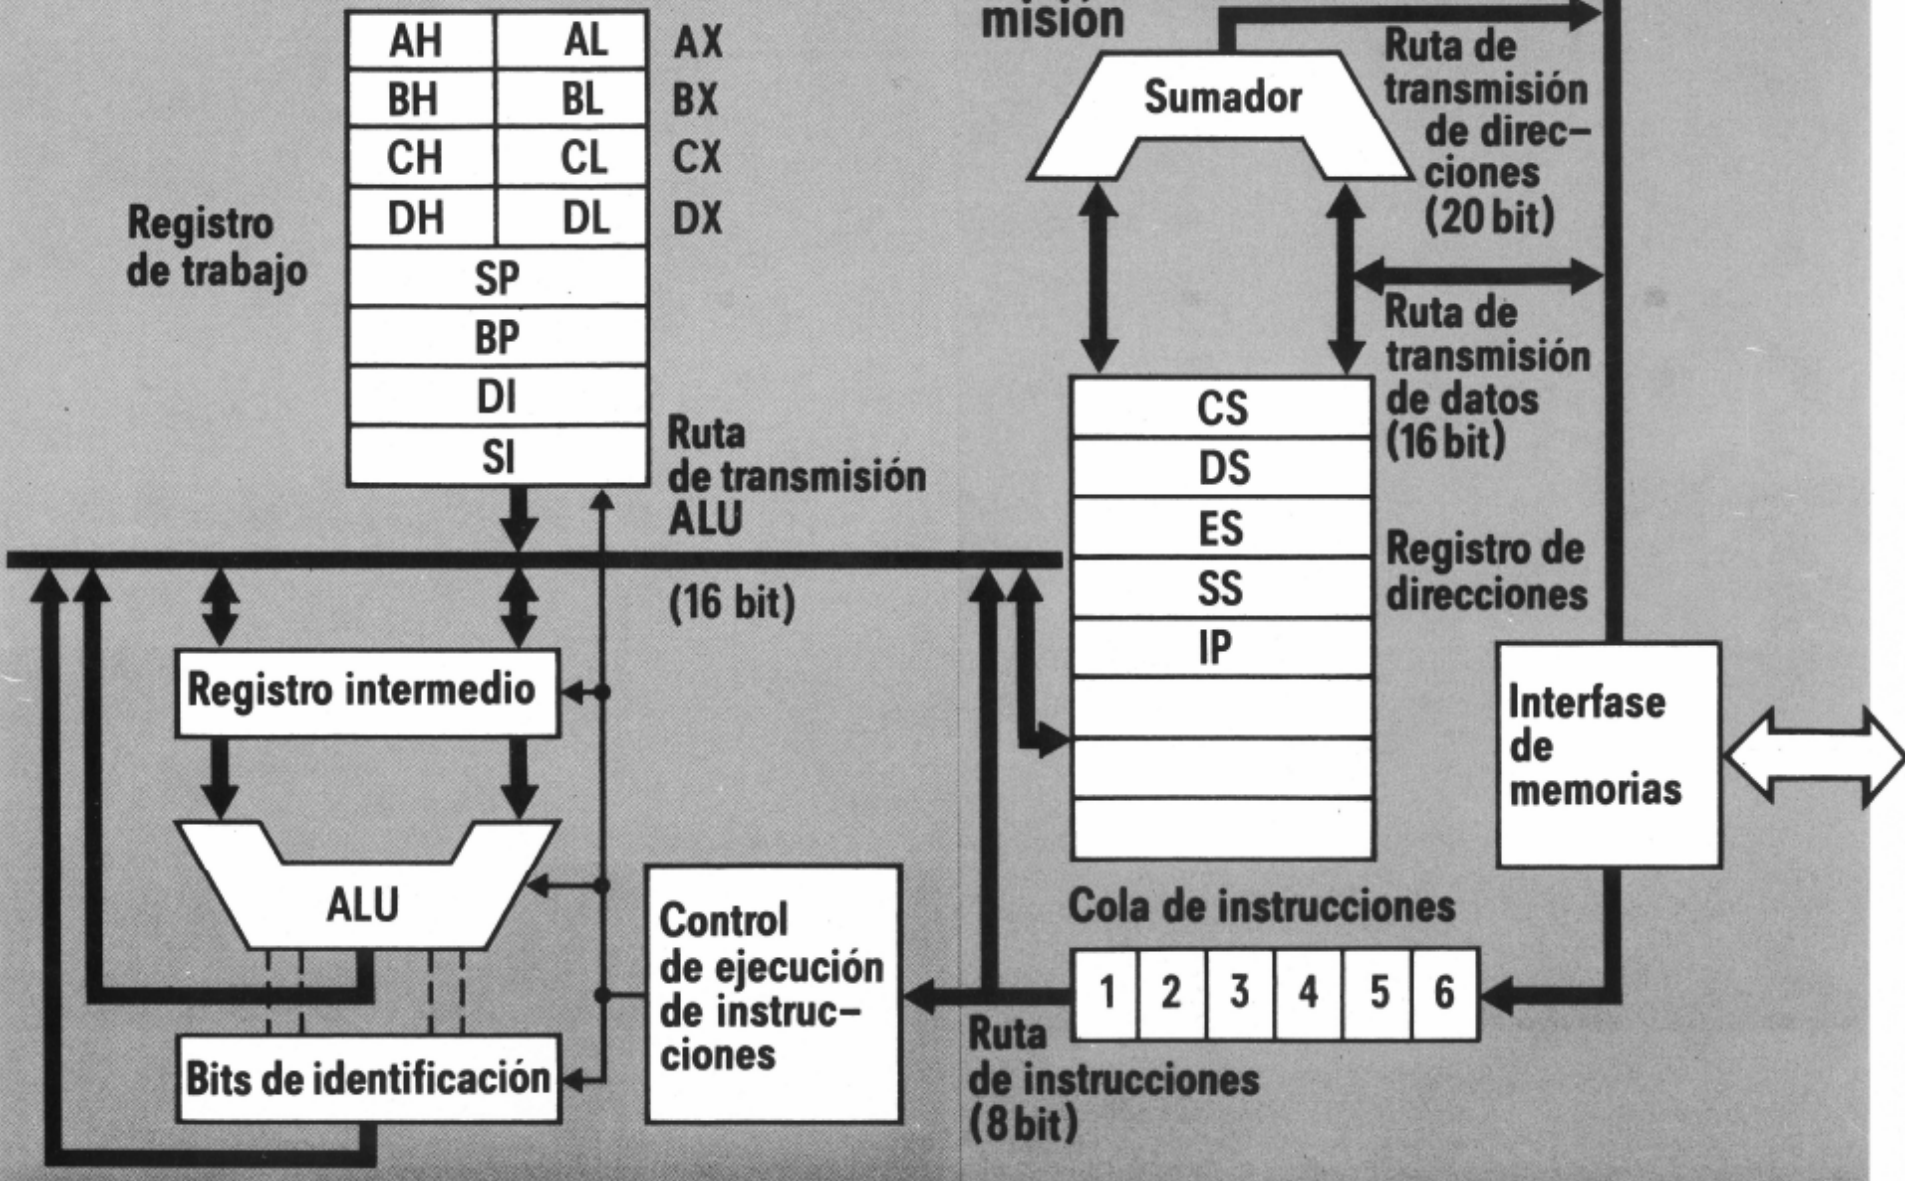 AH AL AX
BH BL BX
CH CL CX
DH DL DX
SP
BP
DI
SI
Registro
de trabajo
Ruta
de transmisión
ALU
(16 bit)
Registro intermedio
ALU
Bits de identificación
Control
de ejecución
de instruc-
ciones
misión
Sumador
Ruta de
transmisión
de direc-
ciones
(20 bit)
Ruta de
transmisión
de datos
(16 bit)
CS
DS
ES
SS
IP
Registro de
direcciones
Interfase
de
memorias
Cola de instrucciones
1 2 3 4 5 6
Ruta
de instrucciones
(8 bit)